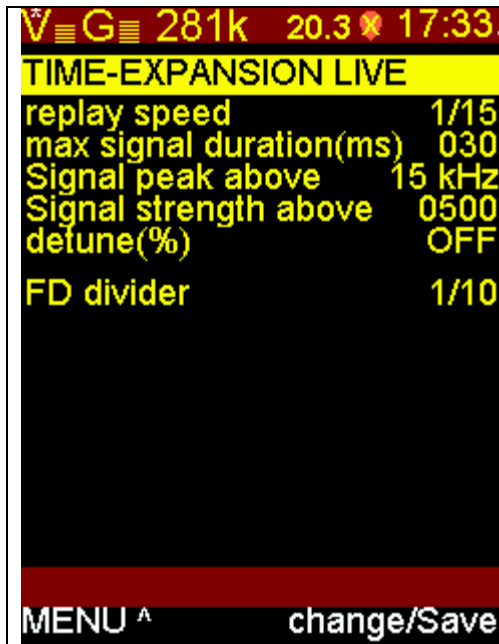 V G 281k 20.3 X 17:33.
TIME-EXPANSION LIVE
replay speed 1/15
max signal duration(ms) 030
Signal peak above 15 kHz
Signal strength above 0500
detune(%) OFF
FD divider 1/10
MENU ^ change/Save